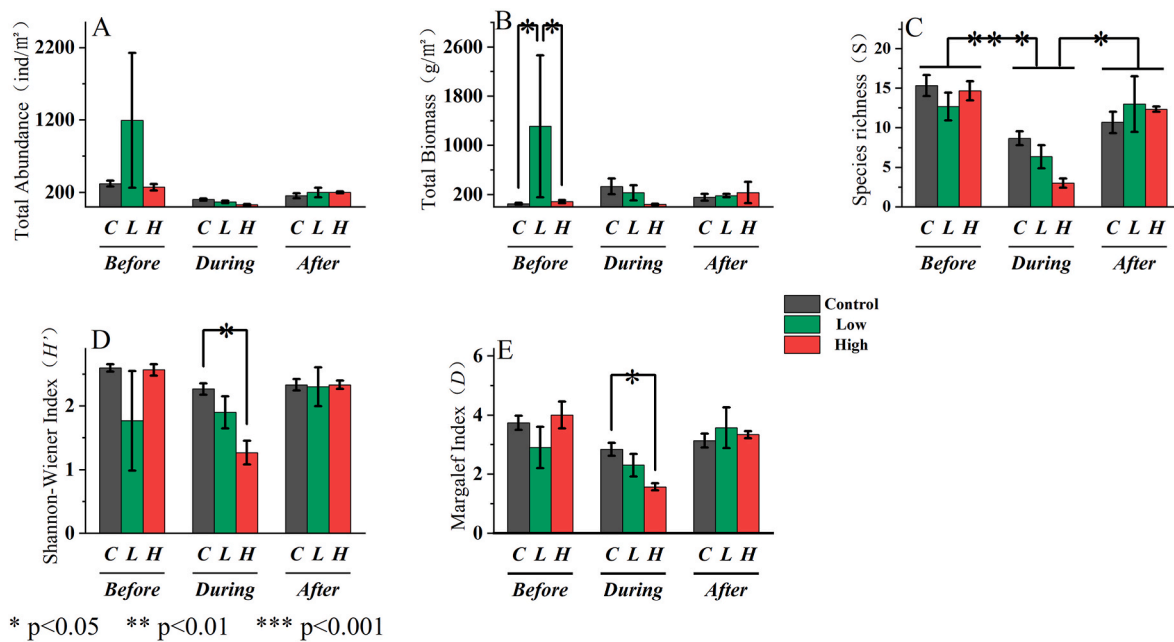 A
Total Abundance (ind/m²)
2200
1200
200
C L H C L H C L H
Before During After
B
* *
Total Biomass (g/m²)
2600
1800
1000
200
C L H C L H C L H
Before During After
C
* * * *
Species richness (S)
20
15
10
5
0
C L H C L H C L H
Before During After
Control
Low
High
D
*
Shannon-Wiener Index (H')
2
1
0
C L H C L H C L H
Before During After
E
*
Margalef Index (D)
6
4
2
0
C L H C L H C L H
Before During After
* p<0.05 ** p<0.01 *** p<0.001